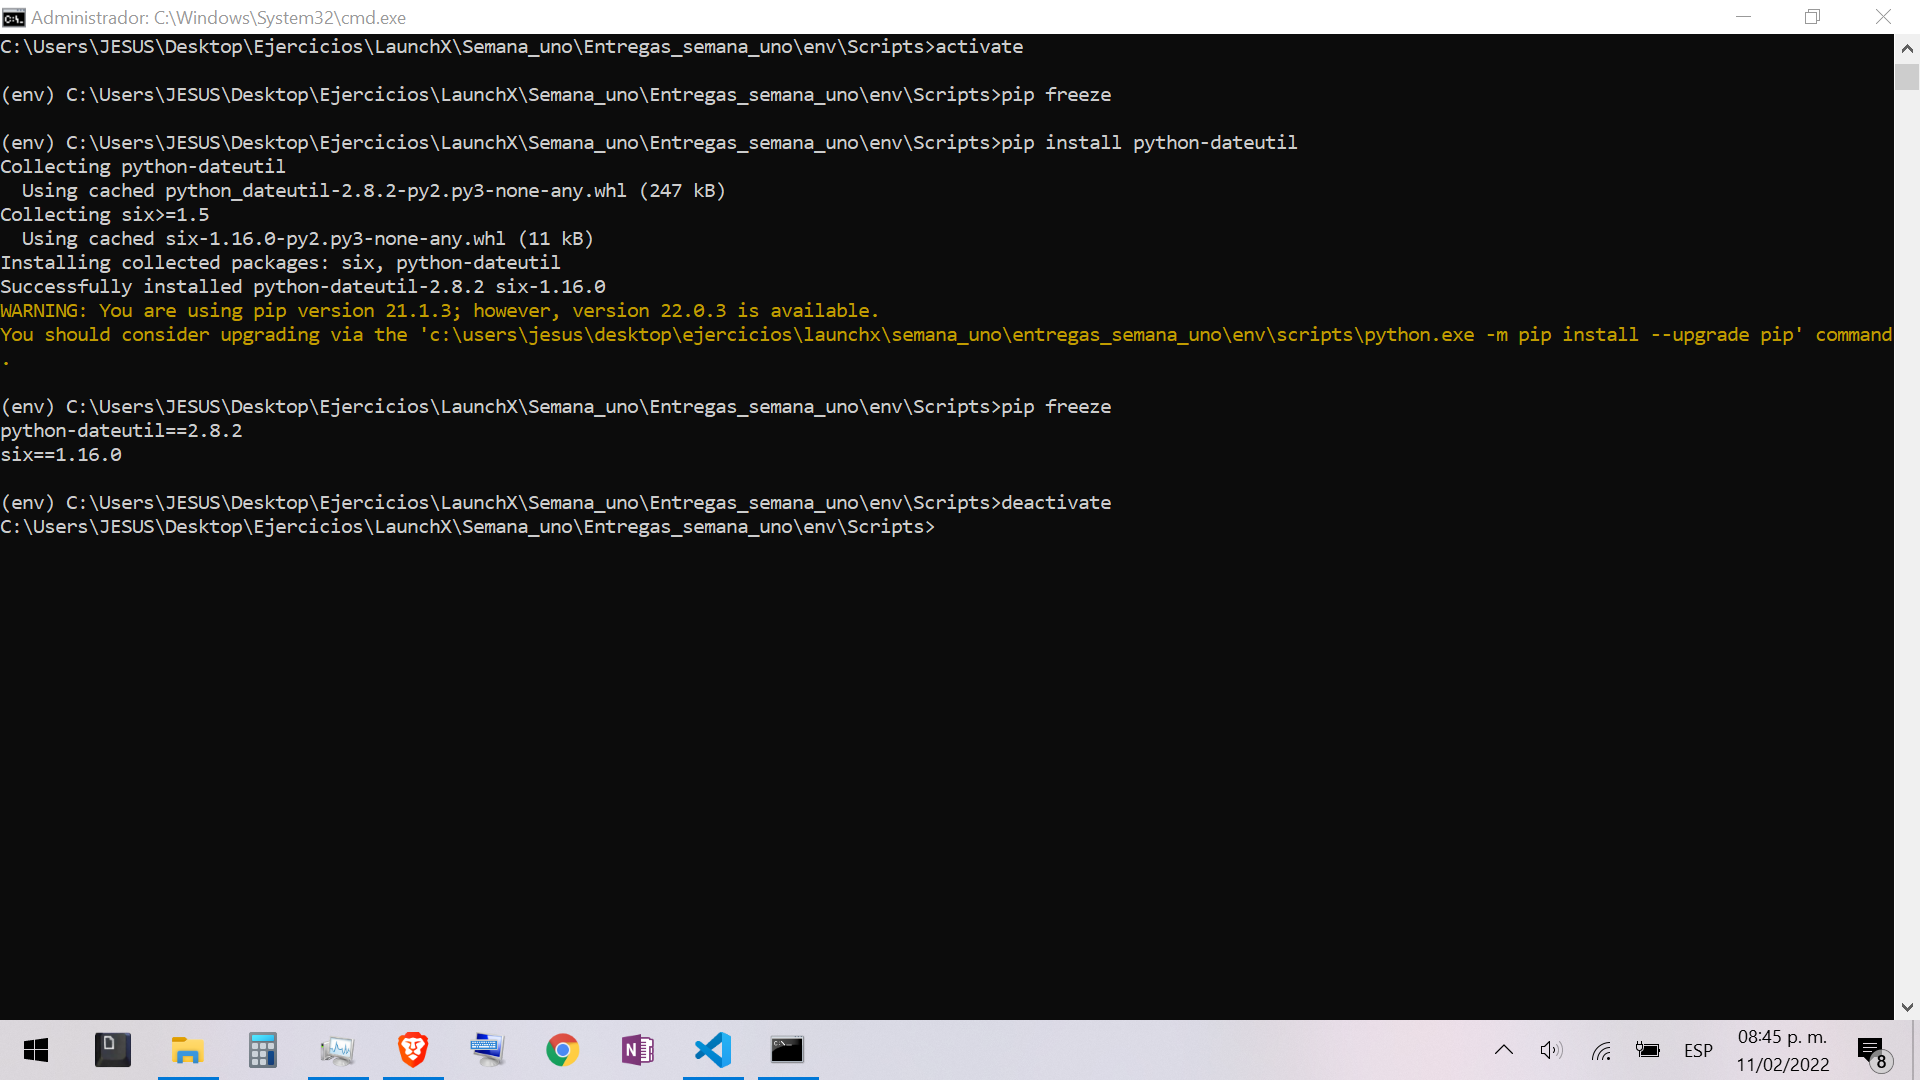 Administrador: C:\Windows\System32\cmd.exe
C:\Users\JESUS\Desktop\Ejercicios\LaunchX\Semana_uno\Entregas_semana_uno\env\Scripts>activate
(env) C:\Users\JESUS\Desktop\Ejercicios\LaunchX\Semana_uno\Entregas_semana_uno\env\Scripts>pip freeze
(env) C:\Users\JESUS\Desktop\Ejercicios\LaunchX\Semana_uno\Entregas_semana_uno\env\Scripts>pip install python-dateutil
Collecting python-dateutil
  Using cached python_dateutil-2.8.2-py2.py3-none-any.whl (247 kB)
Collecting six>=1.5
  Using cached six-1.16.0-py2.py3-none-any.whl (11 kB)
Installing collected packages: six, python-dateutil
Successfully installed python-dateutil-2.8.2 six-1.16.0
WARNING: You are using pip version 21.1.3; however, version 22.0.3 is available.
You should consider upgrading via the 'c:\users\jesus\desktop\ejercicios\launchx\semana_uno\entregas_semana_uno\env\scripts\python.exe -m pip install --upgrade pip' command
.
(env) C:\Users\JESUS\Desktop\Ejercicios\LaunchX\Semana_uno\Entregas_semana_uno\env\Scripts>pip freeze
python-dateutil==2.8.2
six==1.16.0
(env) C:\Users\JESUS\Desktop\Ejercicios\LaunchX\Semana_uno\Entregas_semana_uno\env\Scripts>deactivate
C:\Users\JESUS\Desktop\Ejercicios\LaunchX\Semana_uno\Entregas_semana_uno\env\Scripts>
D
N
ESP
08:45 p. m.
11/02/2022
8